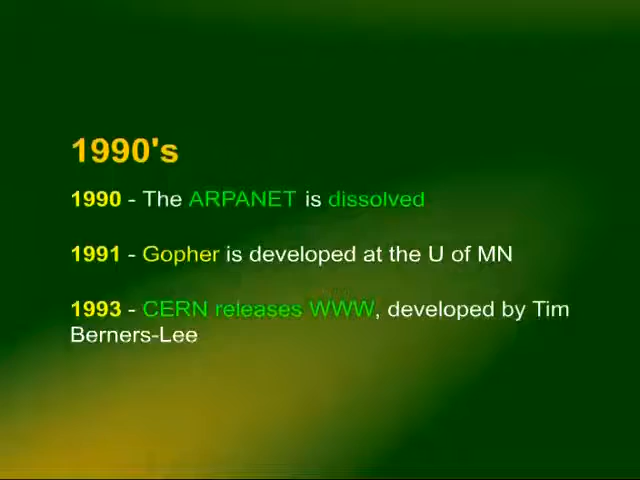 1990's
1990 - The ARPANET is dissolved
1991 - Gopher is developed at the U of MN
1993 - CERN releases WWW, developed by Tim
Berners-Lee